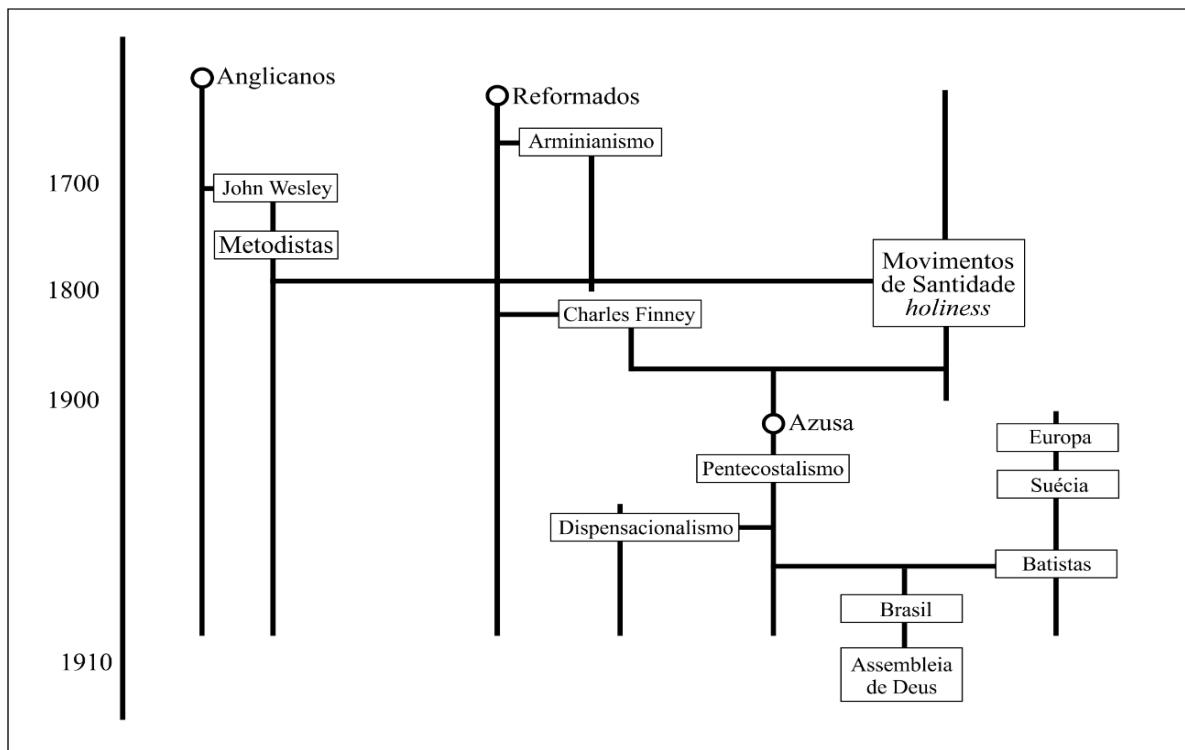 Anglicanos
Reformados
Arminianismo
1700
John Wesley
Metodistas
Movimentos
de Santidade
holiness
1800
Charles Finney
1900
Azusa
Europa
Pentecostalismo
Suécia
Dispensacionalismo
Batistas
Brasil
1910
Assembleia
de Deus